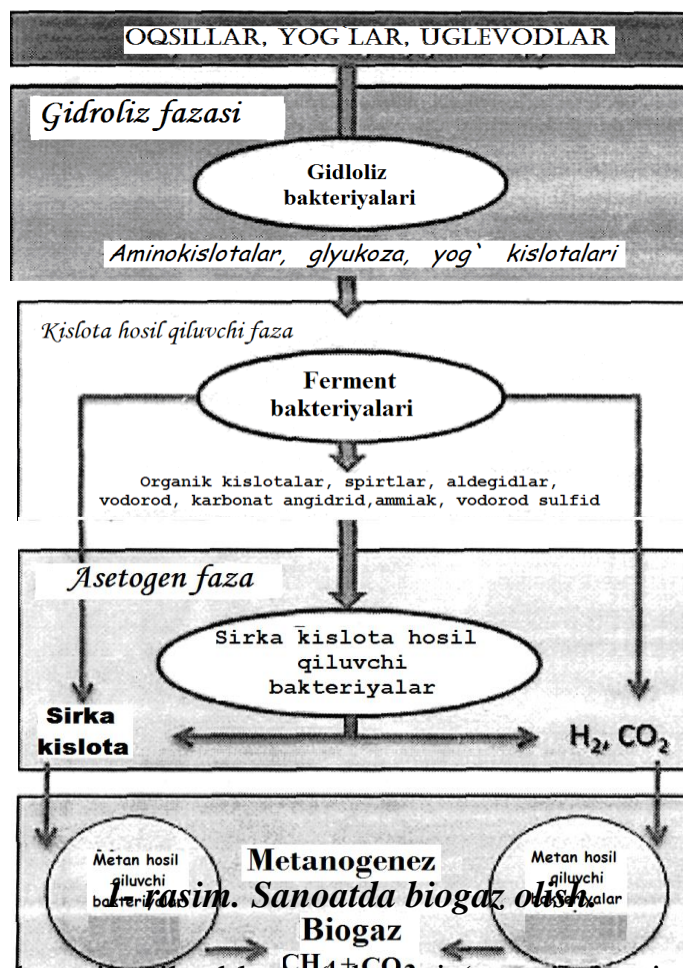 OQSILLAR, YOG`LAR, UGLEVODLAR
Gidroliz fazasi
Gidloliz
bakteriyalari
Aminokislotalar, glyukoza, yog` kislotalari
Kislota hosil qiluvchi faza
Ferment
bakteriyalari
Organik kislotalar, spirtlar, aldegidlar,
vodorod, karbonat angidrid,ammiak, vodorod sulfid
Asetogen faza
Sirka kislota hosil
qiluvchi
bakteriyalar
Sirka
kislota
H₂, CO₂
Metan hosil
qiluvchi
bakteriyalar
Metanogenez
Metan hosil
qiluvchi
bakteriyalar
1- rasim. Sanoatda biogaz olish.
Biogaz
CH4+CO2